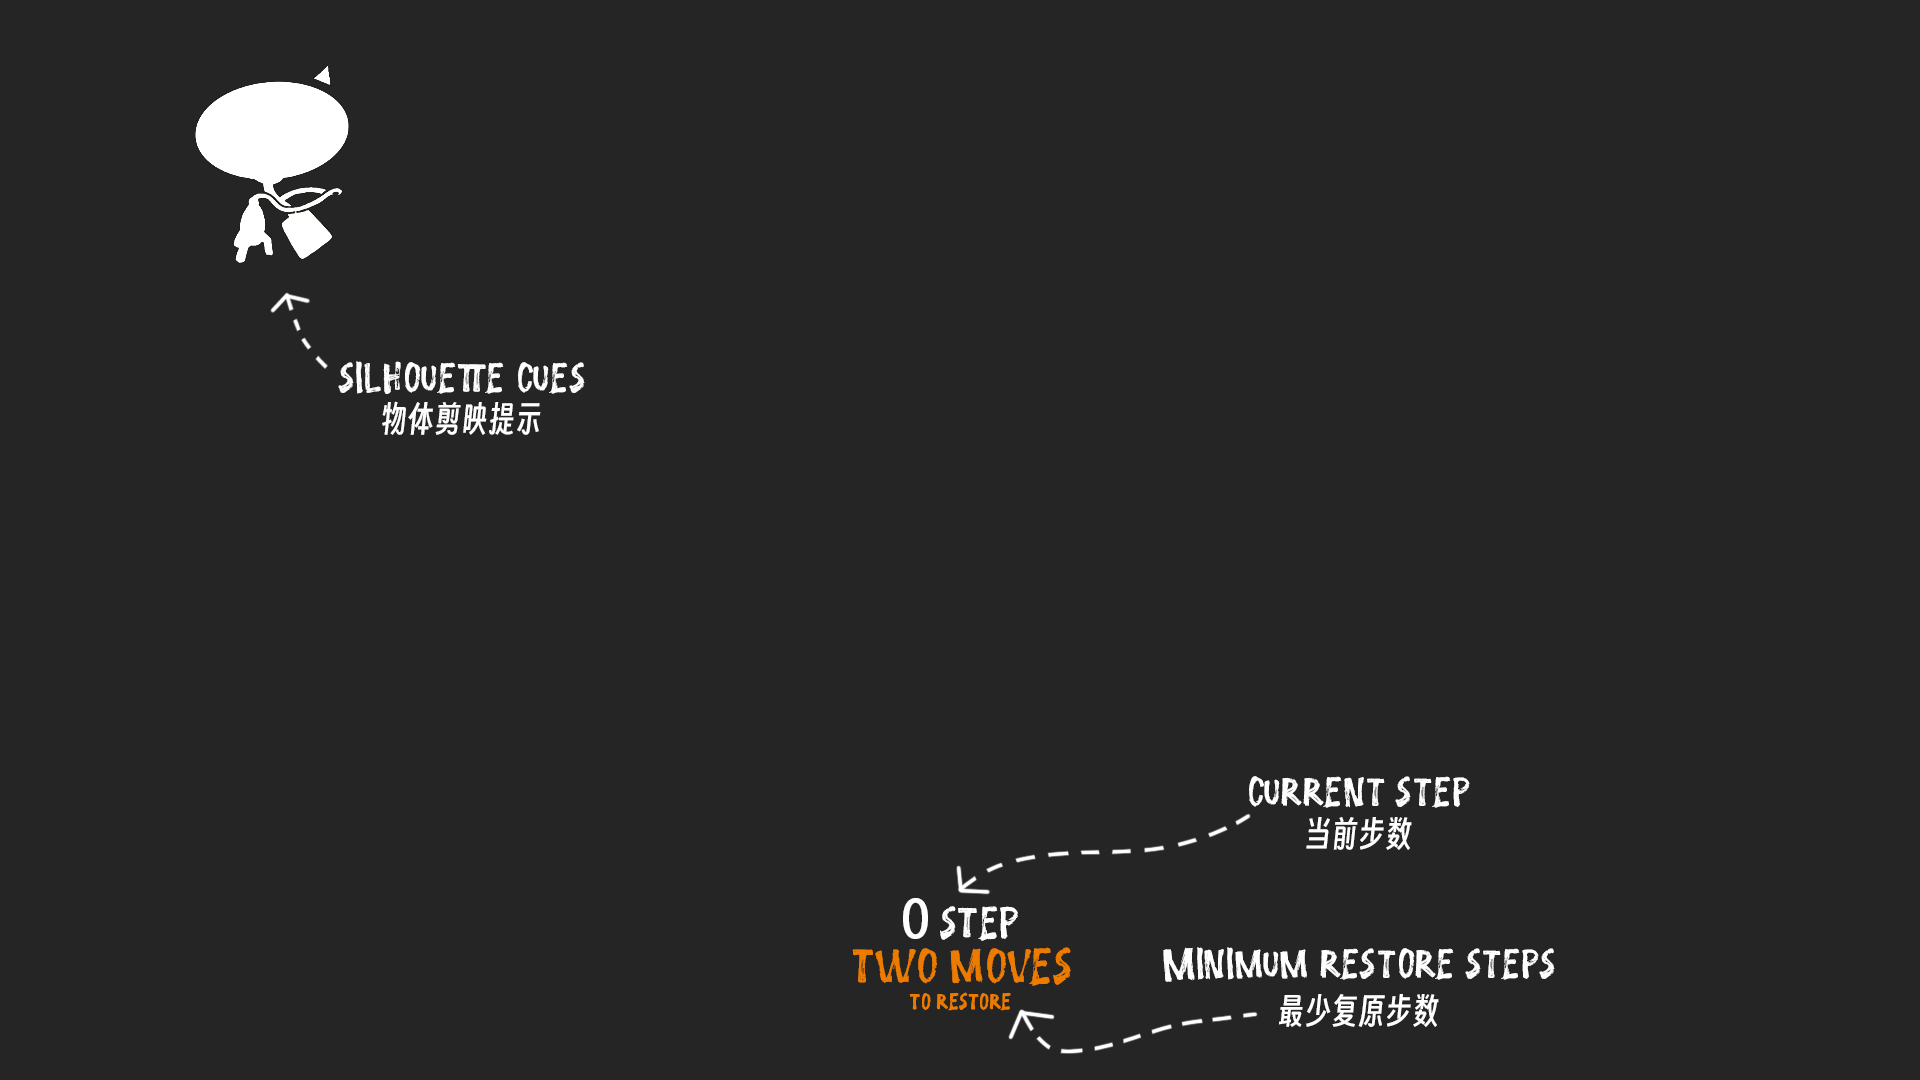 SILHOUETTE CUES
物体剪映提示
CURRENT STEP
当前步数
0 STEP
TWO MOVES
TO RESTORE
MINIMUM RESTORE STEPS
最少复原步数